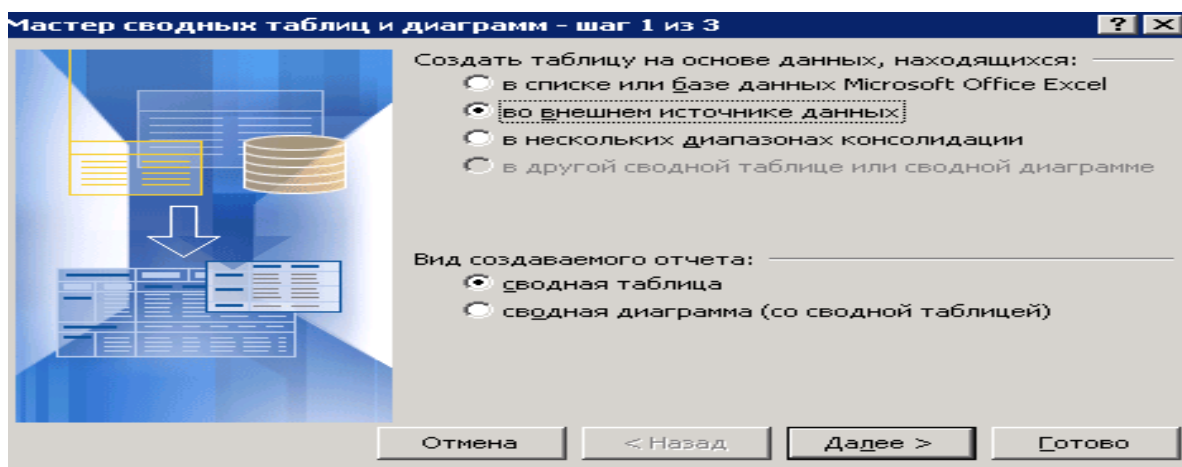 Мастер сводных таблиц и диаграмм - шаг 1 из 3
Создать таблицу на основе данных, находящихся:
в списке или базе данных Microsoft Office Excel
во внешнем источнике данных
в нескольких диапазонах консолидации
в другой сводной таблице или сводной диаграмме
Вид создаваемого отчета:
сводная таблица
сводная диаграмма (со сводной таблицей)
Отмена < Назад Далее > Готово